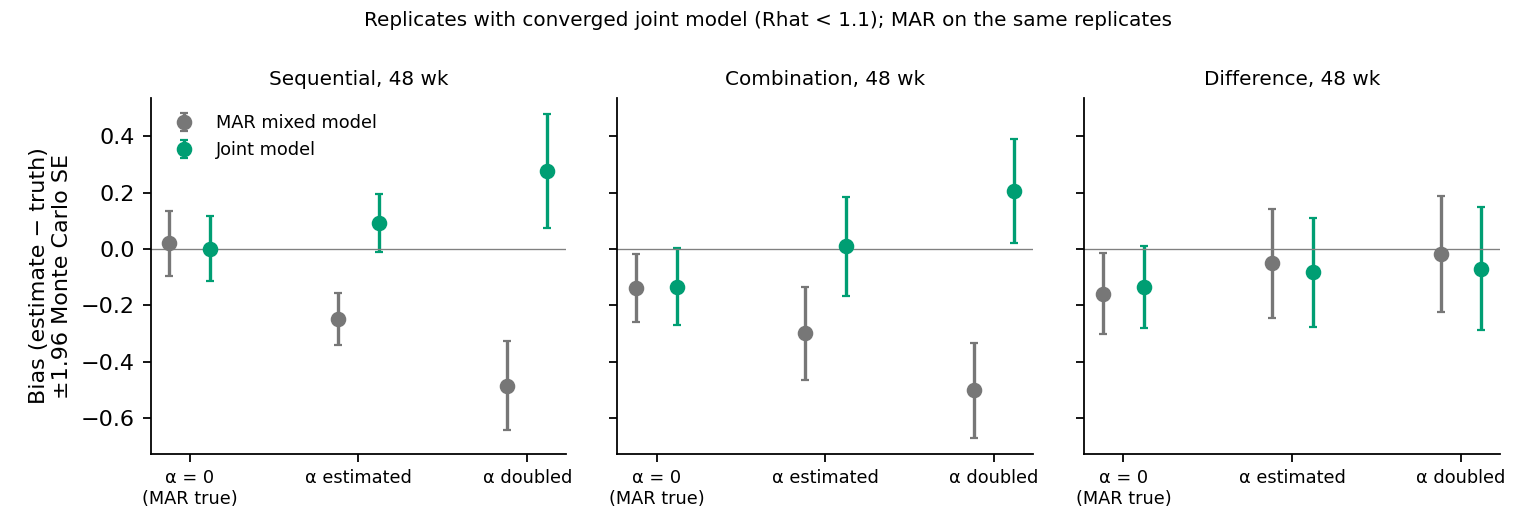 Replicates with converged joint model (Rhat < 1.1); MAR on the same replicates
Sequential, 48 wk
Combination, 48 wk
Difference, 48 wk
Bias (estimate − truth)
±1.96 Monte Carlo SE
0.4
0.2
0.0
−0.2
−0.4
−0.6
MAR mixed model
Joint model
α = 0
(MAR true)
α estimated
α doubled
α = 0
(MAR true)
α estimated
α doubled
α = 0
(MAR true)
α estimated
α doubled